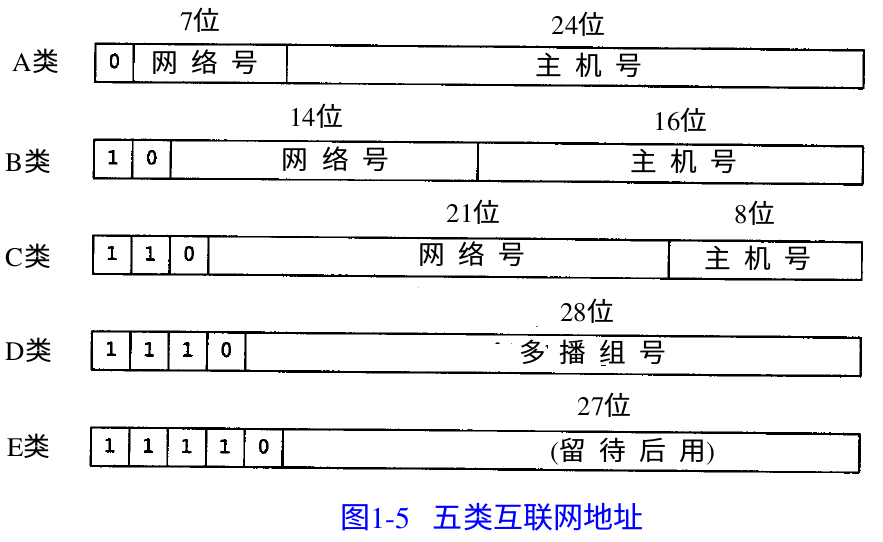 7位 24位
A类 0 网络号 主机号
14位 16位
B类 1 0 网络号 主机号
21位 8位
C类 1 1 0 网络号 主机号
28位
D类 1 1 1 0 多播组号
27位
E类 1 1 1 1 0 (留待后用)
图1-5 五类互联网地址